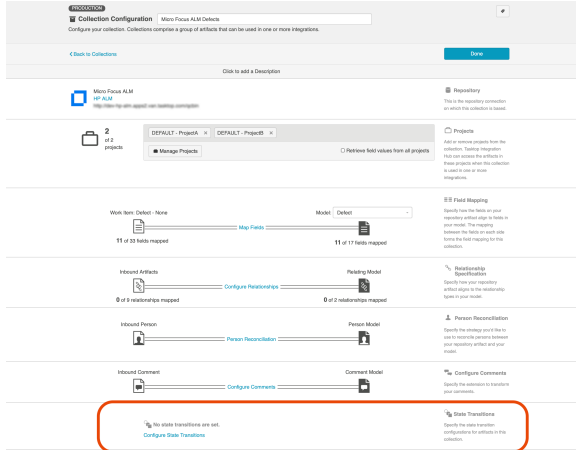 PRODUCTION
Collection Configuration
Micro Focus ALM Defects
Configure your collection. Collections comprise a group of artifacts that can be used in one or more integrations.
Back to Collections
Done
Click to add a Description
Micro Focus ALM
HP ALM
Repository
This is the repository connection
on which this collection is based.
2
of 2
projects
DEFAULT - ProjectA ×
DEFAULT - ProjectB ×
Manage Projects
Retrieve field values from all projects
Projects
Add or remove projects from the
collection. Tasktop Integration
Hub can access the artifacts in
these projects when this collection
is used in one or more
integrations.
Work Item: Defect - None
Model: Defect
Map Fields
11 of 33 fields mapped
11 of 17 fields mapped
Field Mapping
Specify how the fields on your
repository artifact align to fields in
your model. The mapping
between the fields on each side
forms the field mapping for this
collection.
Inbound Artifacts
Relating Model
Configure Relationships
0 of 9 relationships mapped
0 of 2 relationships mapped
Relationship
Specification
Specify how your repository
artifact aligns to the relationship
types in your model.
Inbound Person
Person Model
Person Reconciliation
Person Reconciliation
Specify the strategy you'd like to
use to reconcile persons between
your repository artifact and your
model.
Inbound Comment
Comment Model
Configure Comments
Configure Comments
Specify the extension to transform
your comments.
No state transitions are set.
Configure State Transitions
State Transitions
Specify the state transition
configurations for artifacts in this
collection.